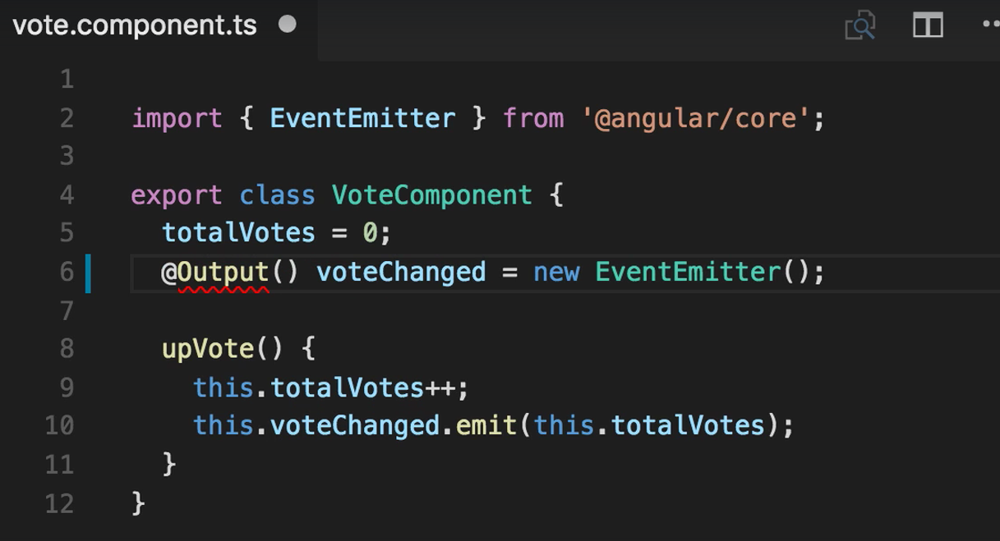 vote.component.ts
1
2 import { EventEmitter } from '@angular/core';
3
4 export class VoteComponent {
5   totalVotes = 0;
6   @Output() voteChanged = new EventEmitter();
7
8   upVote() {
9     this.totalVotes++;
10     this.voteChanged.emit(this.totalVotes);
11   }
12 }